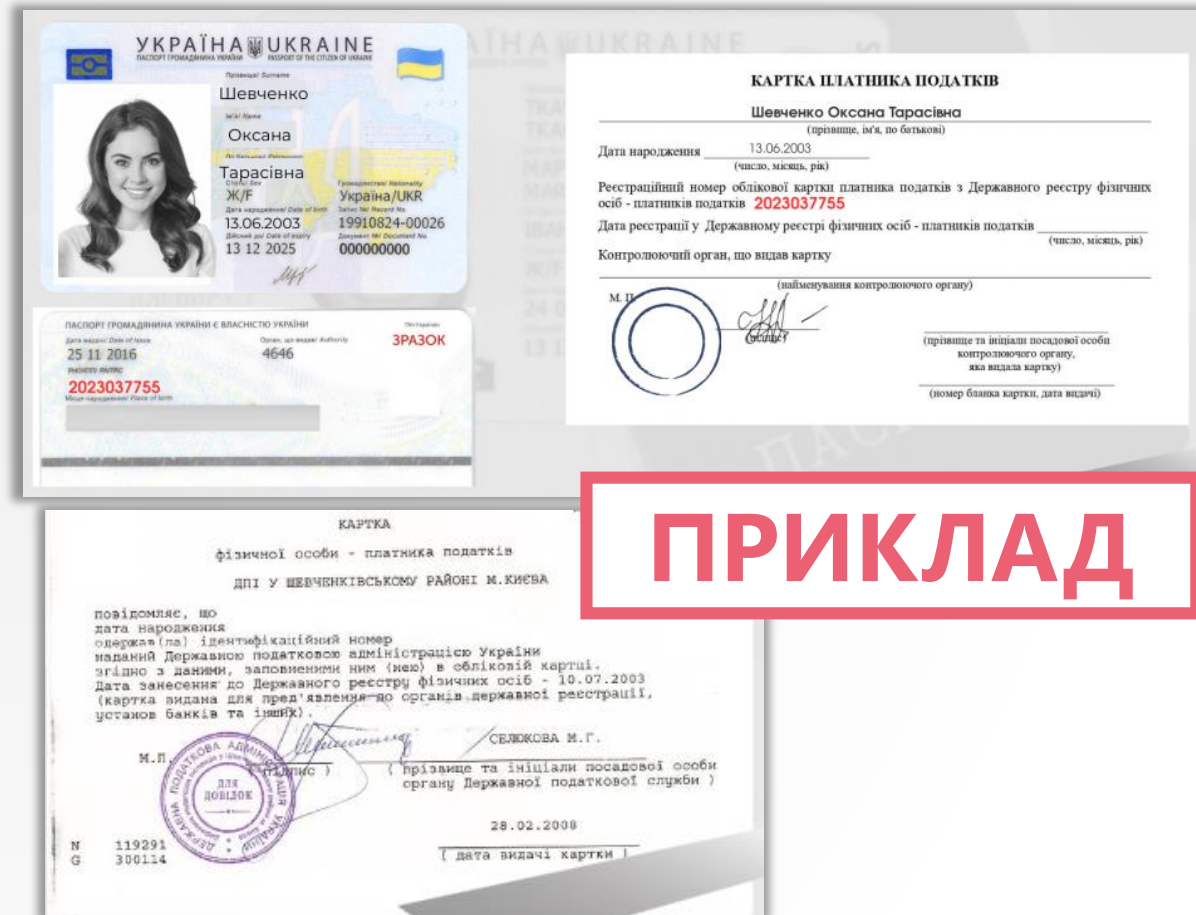 УКРАЇНА UKRAINE
ПАСПОРТ ГРОМАДЯНИНА УКРАЇНИ PASSPORT OF THE CITIZEN OF UKRAINE
Прізвище/ Surname
Шевченко
Ім'я/ Name
Оксана
Тарасівна
Стать/ Sex
Ж/F
Громадянство/ Nationality
Україна/UKR
Дата народження/ Date of birth
13.06.2003
Запис №/ Record No.
19910824-00026
Дійсний до/ Date of expiry
13 12 2025
Документ №/ Document No.
000000000
ПАСПОРТ ГРОМАДЯНИНА УКРАЇНИ Є ВЛАСНІСТЮ УКРАЇНИ
Дата видачі/ Date of Issue
25 11 2016
Орган, що видав/ Authority
4646
ЗРАЗОК
РНОКПП/ RNTRC
2023037755
Місце народження/ Place of birth
КАРТКА ПЛАТНИКА ПОДАТКІВ
Шевченко Оксана Тарасівна
(прізвище, ім'я, по батькові)
Дата народження 13.06.2003
(число, місяць, рік)
Реєстраційний номер облікової картки платника податків з Державного реєстру фізичних
осіб - платників податків 2023037755
Дата реєстрації у Державному реєстрі фізичних осіб - платників податків
(число, місяць, рік)
Контролюючий орган, що видав картку
(найменування контролюючого органу)
М. П.
(підпис)
(прізвище та ініціали посадової особи
контролюючого органу,
яка видала картку)
(номер бланка картки, дата видачі)
ПРИКЛАД
КАРТКА
фізичної особи - платника податків
ДПІ У ШЕВЧЕНКІВСЬКОМУ РАЙОНІ М.КИЄВА
повідомляє, що
дата народження
одержав(ла) ідентифікаційний номер
наданий Державною податковою адміністрацією України
згідно з даними, заповненими ним (нею) в обліковій картці.
Дата занесення до Державного реєстру фізичних осіб - 10.07.2003
(картка видана для пред'явлення до органів державної реєстрації,
установ банків та інших).
СЕЛЮКОВА М.Г.
М.П.
( підпис )
( прізвище та ініціали посадової особи
органу Державної податкової служби )
ДЕРЖАВНА ПОДАТКОВА АДМІНІСТРАЦІЯ УКРАЇНИ
ДЛЯ
ДОВІДОК
28.02.2008
N 119291
G 300114
( дата видачі картки )